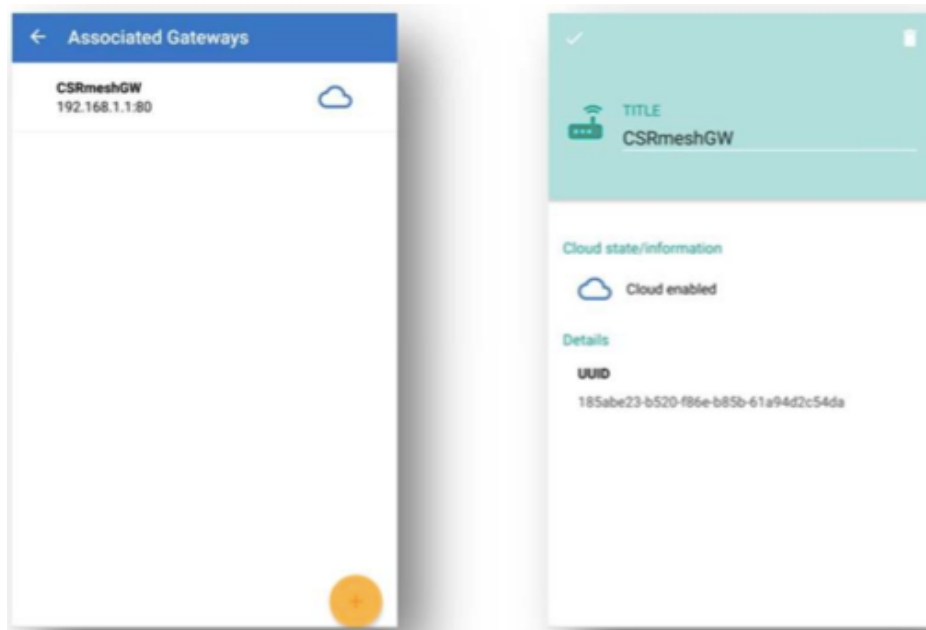 Associated Gateways
CSRmeshGW
192.168.1.1:80
TITLE
CSRmeshGW
Cloud state/information
Cloud enabled
Details
UUID
185abe23-b520-f86e-b85b-61a94d2c54da